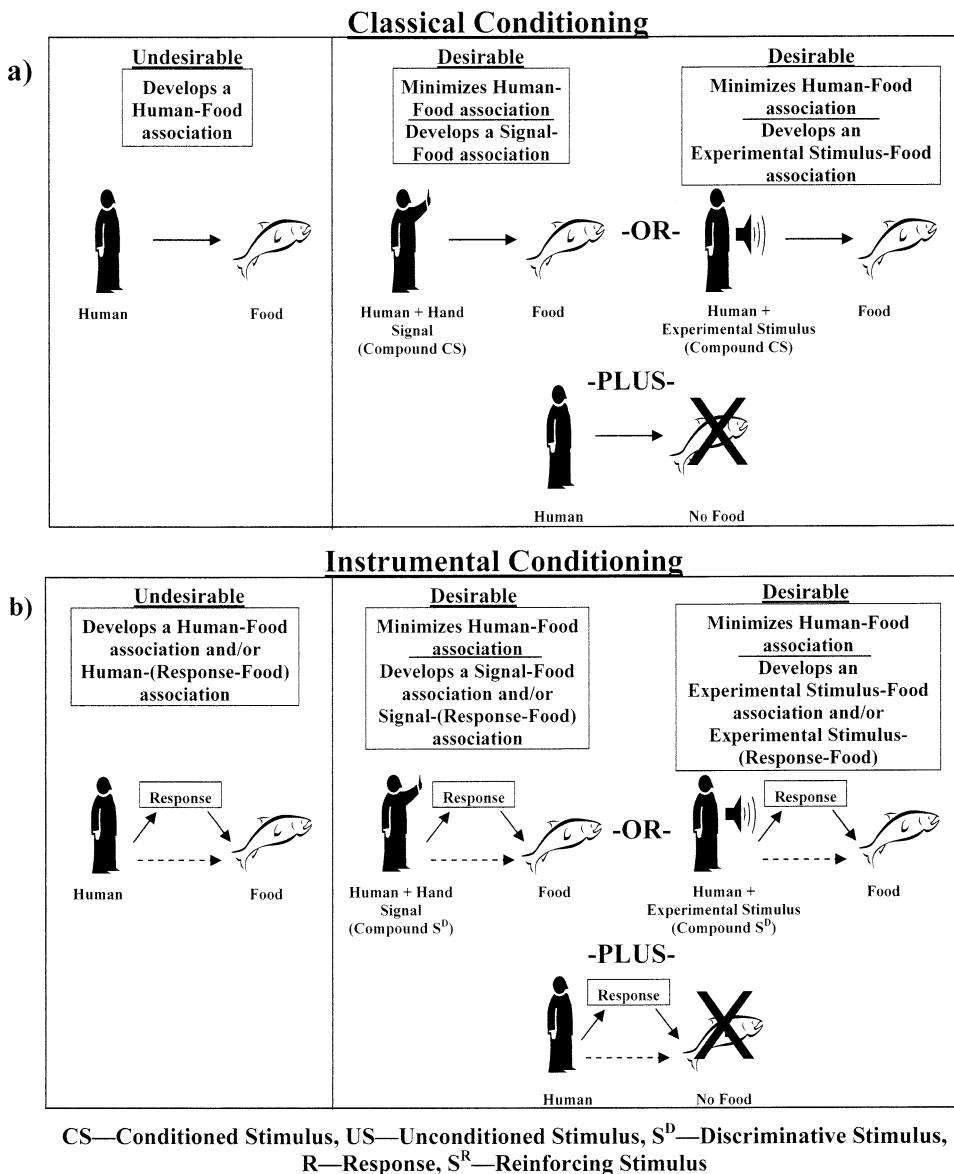 Classical Conditioning
a)
Undesirable
Develops a
Human-Food
association
Human
Food
Desirable
Minimizes Human-
Food association
Develops a Signal-
Food association
Human + Hand
Signal
(Compound CS)
Food
-OR-
Desirable
Minimizes Human-Food
association
Develops an
Experimental Stimulus-Food
association
Human +
Experimental Stimulus
(Compound CS)
Food
-PLUS-
Human
No Food
Instrumental Conditioning
b)
Undesirable
Develops a Human-Food
association and/or
Human-(Response-Food)
association
Response
Human
Food
Desirable
Minimizes Human-Food
association
Develops a Signal-Food
association and/or
Signal-(Response-Food)
association
Response
Human + Hand
Signal
(Compound S^D)
Food
-OR-
Desirable
Minimizes Human-Food
association
Develops an
Experimental Stimulus-Food
association and/or
Experimental Stimulus-
(Response-Food)
Response
Human +
Experimental Stimulus
(Compound S^D)
Food
-PLUS-
Response
Human
No Food
CS—Conditioned Stimulus, US—Unconditioned Stimulus, S^D—Discriminative Stimulus,
R—Response, S^R—Reinforcing Stimulus